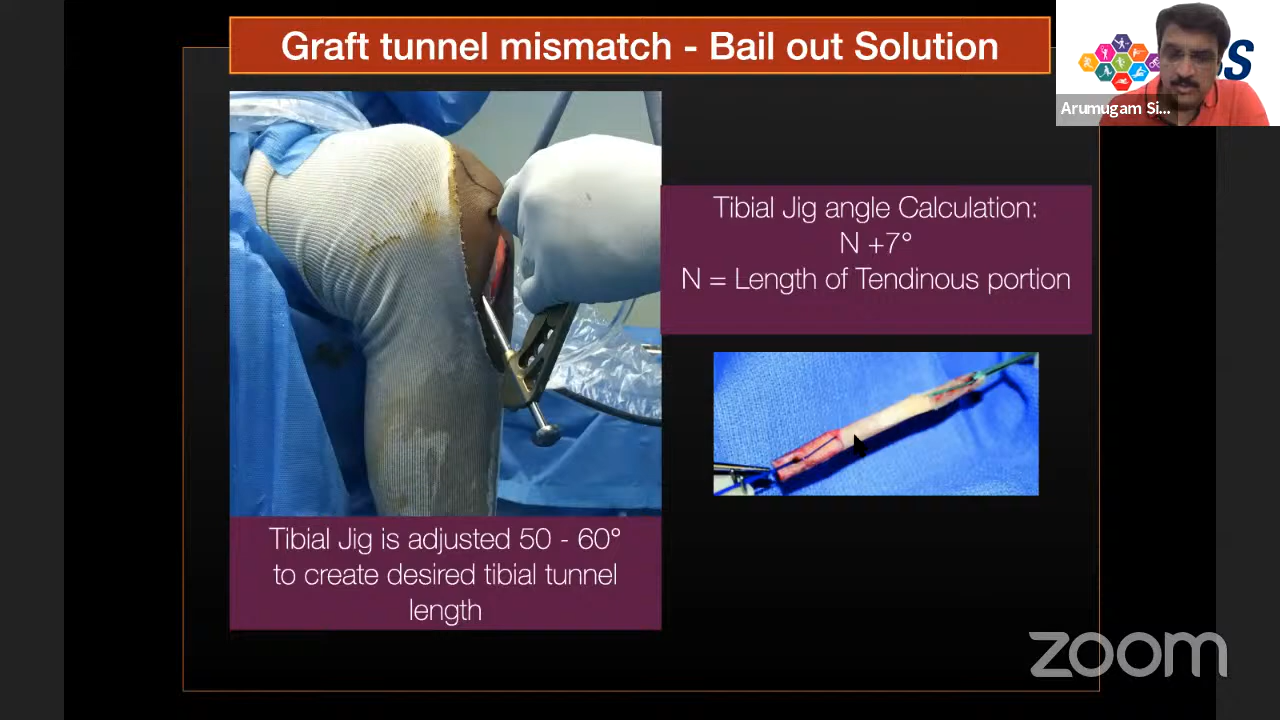 Graft tunnel mismatch - Bail out Solution
S
Arumugam Si...
Tibial Jig angle Calculation:
N +7°
N = Length of Tendinous portion
Tibial Jig is adjusted 50 - 60°
to create desired tibial tunnel
length
zoom